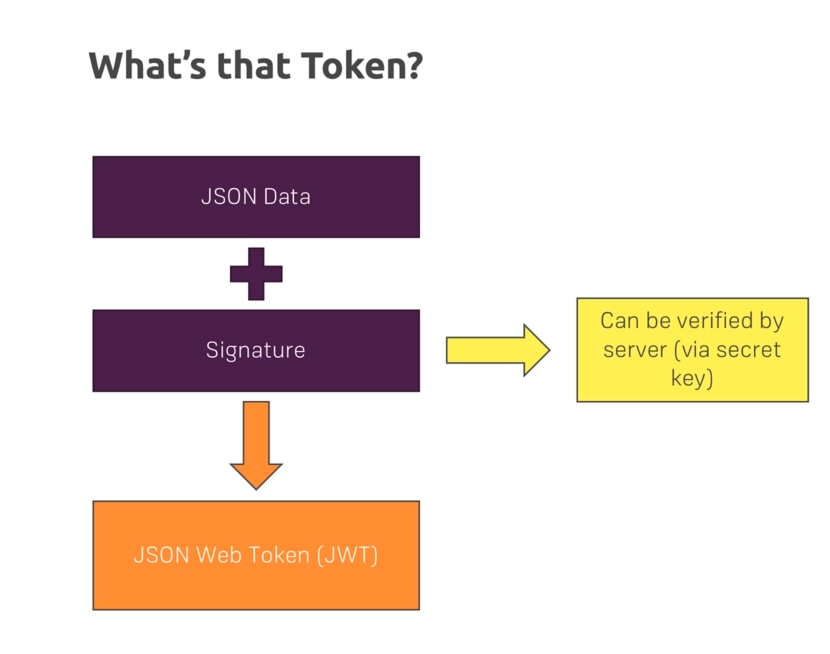 What’s that Token?
JSON Data
Signature
Can be verified by
server (via secret
key)
JSON Web Token (JWT)